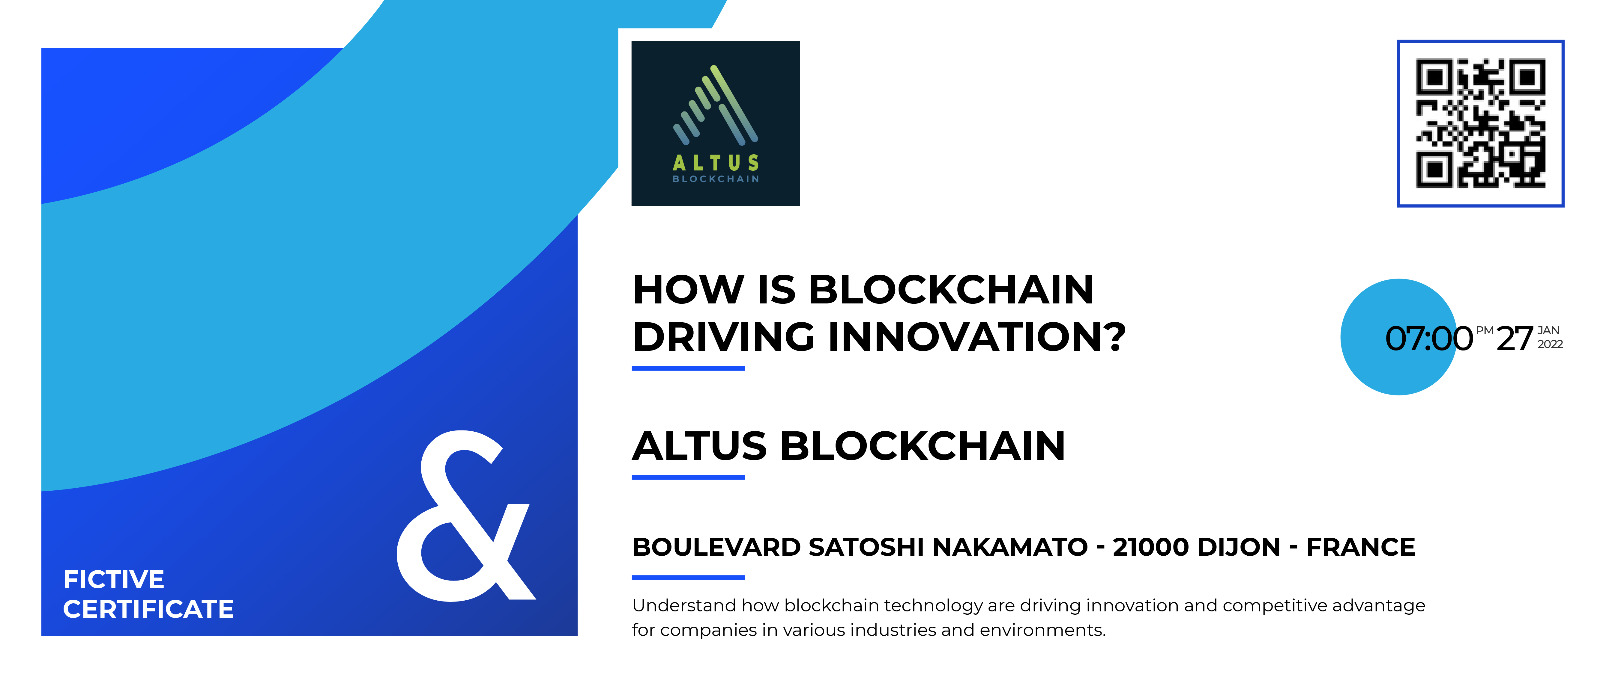 ALTUS
BLOCKCHAIN
HOW IS BLOCKCHAIN
DRIVING INNOVATION?
07:00 PM 27 JAN 2022
ALTUS BLOCKCHAIN
BOULEVARD SATOSHI NAKAMATO - 21000 DIJON - FRANCE
Understand how blockchain technology are driving innovation and competitive advantage
for companies in various industries and environments.
&
FICTIVE
CERTIFICATE